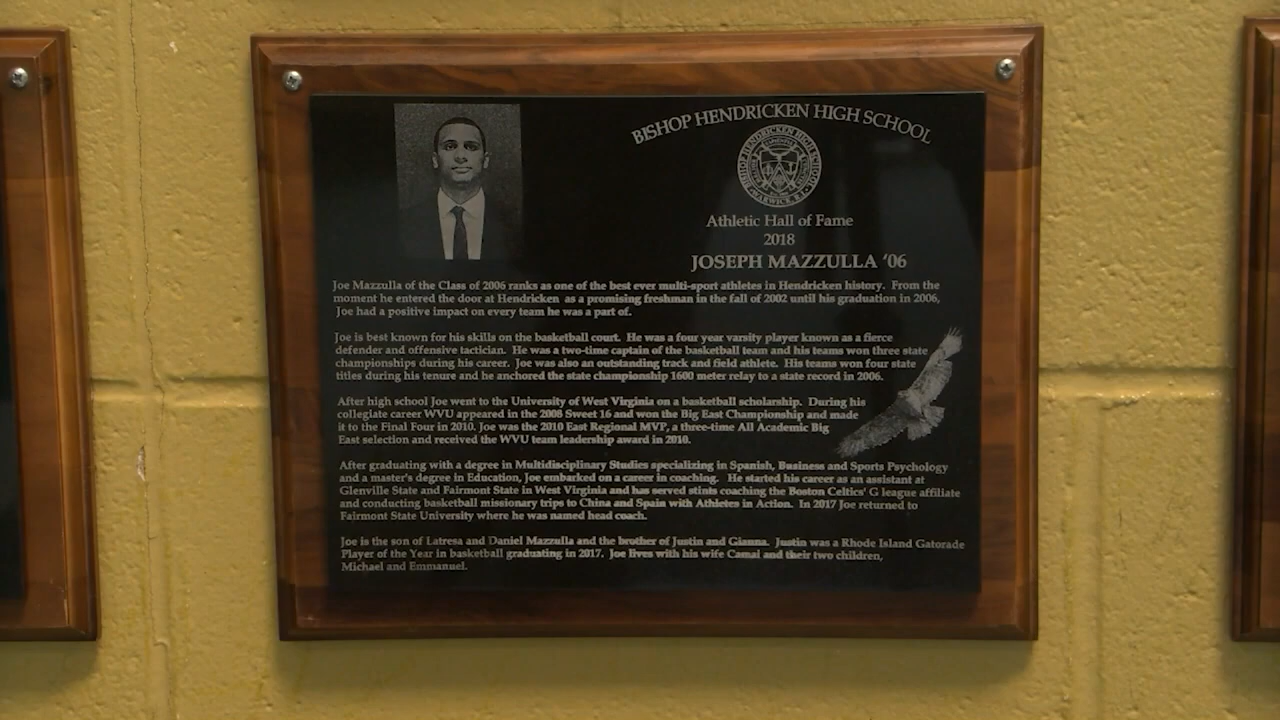 BISHOP HENDRICKEN HIGH SCHOOL
BISHOP HENDRICKEN HIGH SCHOOL
WARWICK, R.I.
Athletic Hall of Fame
2018
JOSEPH MAZZULLA '06
Joe Mazzulla of the Class of 2006 ranks as one of the best ever multi-sport athletes in Hendricken history. From the
moment he entered the door at Hendricken as a promising freshman in the fall of 2002 until his graduation in 2006,
Joe had a positive impact on every team he was a part of.
Joe is best known for his skills on the basketball court. He was a four year varsity player known as a fierce
defender and offensive tactician. He was a two-time captain of the basketball team and his teams won three state
championships during his career. Joe was also an outstanding track and field athlete. His teams won four state
titles during his tenure and he anchored the state championship 1600 meter relay to a state record in 2006.
After high school Joe went to the University of West Virginia on a basketball scholarship. During his
collegiate career WVU appeared in the 2008 Sweet 16 and won the Big East Championship and made
it to the Final Four in 2010. Joe was the 2010 East Regional MVP, a three-time All Academic Big
East selection and received the WVU team leadership award in 2010.
After graduating with a degree in Multidisciplinary Studies specializing in Spanish, Business and Sports Psychology
and a master's degree in Education, Joe embarked on a career in coaching. He started his career as an assistant at
Glenville State and Fairmont State in West Virginia and has served stints coaching the Boston Celtics' G league affiliate
and conducting basketball missionary trips to China and Spain with Athletes in Action. In 2017 Joe returned to
Fairmont State University where he was named head coach.
Joe is the son of Latresa and Daniel Mazzulla and the brother of Justin and Gianna. Justin was a Rhode Island Gatorade
Player of the Year in basketball graduating in 2017. Joe lives with his wife Camai and their two children,
Michael and Emmanuel.